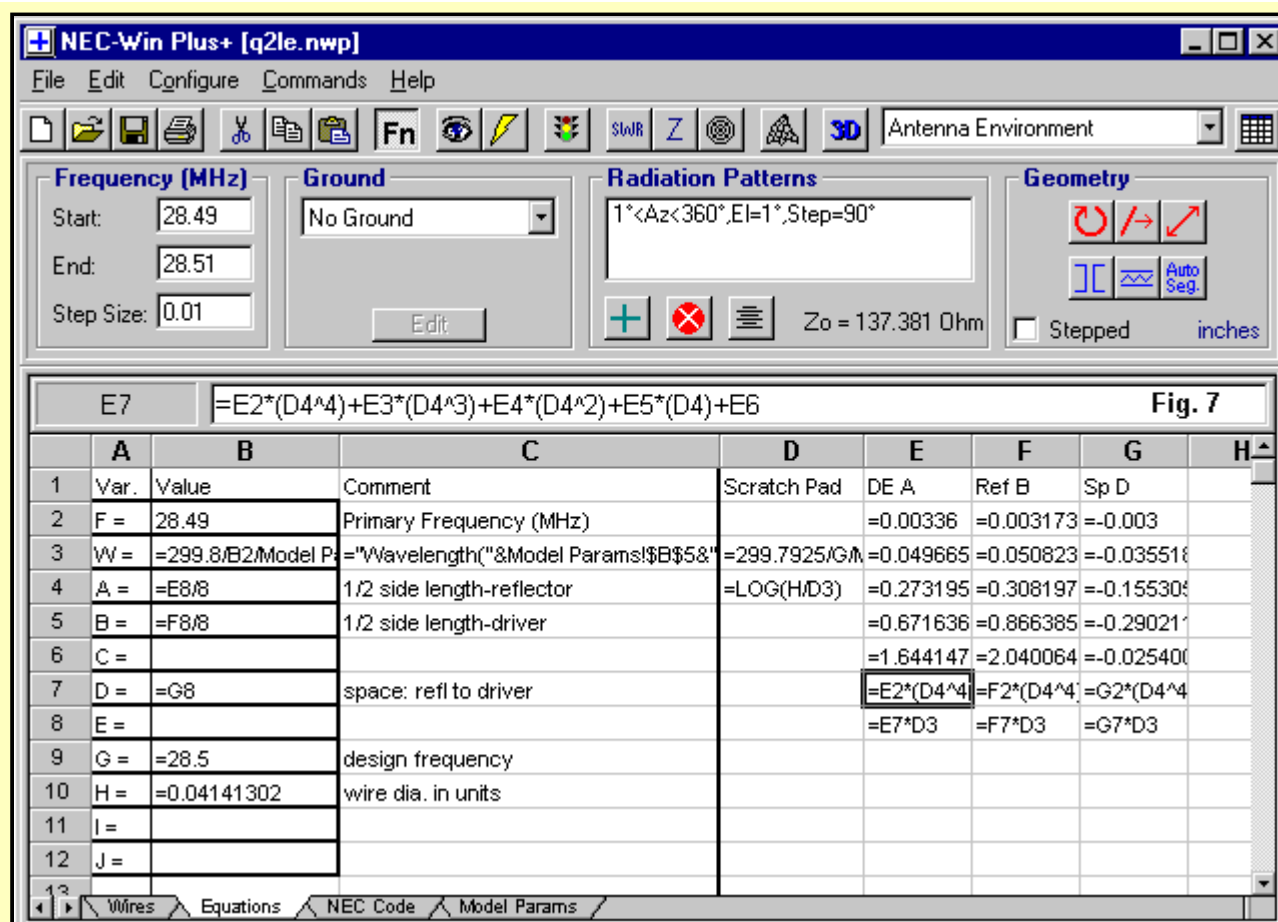 NEC-Win Plus+ [q2le.nwp]
File Edit Configure Commands Help
Fn SWR Z 3D Antenna Environment
Frequency (MHz) Ground Radiation Patterns Geometry
Start: 28.49 No Ground 1°<Az<360°,El=1°,Step=90°
End: 28.51 Auto Seg.
Step Size: 0.01 Edit Zo = 137.381 Ohm Stepped inches
E7 =E2*(D4^4)+E3*(D4^3)+E4*(D4^2)+E5*(D4)+E6 Fig. 7
A B C D E F G H
1 Var. Value Comment Scratch Pad DE A Ref B Sp D
2 F = 28.49 Primary Frequency (MHz) =0.00336 =0.003173 =-0.003
3 W = =299.8/B2/Model P ="Wavelength("&Model Params!$B$5&" =299.7925/G/ =0.049665 =0.050823 =-0.035518
4 A = =E8/8 1/2 side length-reflector =LOG(H/D3) =0.273195 =0.308197 =-0.155305
5 B = =F8/8 1/2 side length-driver =0.671636 =0.866385 =-0.290211
6 C = =1.644147 =2.040064 =-0.025400
7 D = =G8 space: refl to driver =E2*(D4^4) =F2*(D4^4) =G2*(D4^4
8 E = =E7*D3 =F7*D3 =G7*D3
9 G = =28.5 design frequency
10 H = =0.04141302 wire dia. in units
11 I =
12 J =
13
Wires Equations NEC Code Model Params